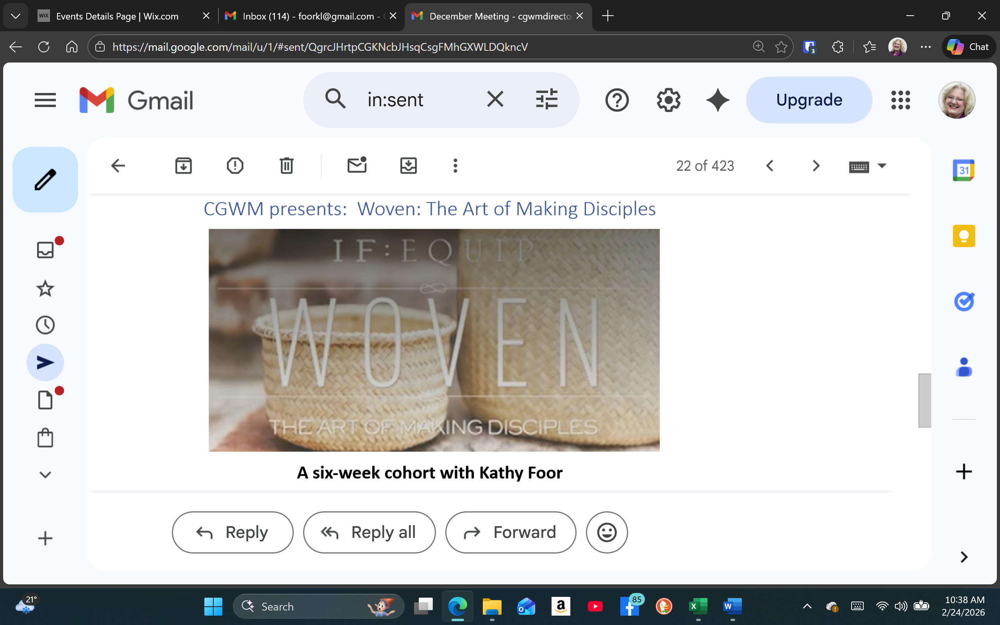 Events Details Page | Wix.com
Inbox (114) - foorkl@gmail.com -
December Meeting - cgwmdirecto
https://mail.google.com/mail/u/1/#sent/QgrcJHrtpCGKNcbJHsqCsgFMhGXWLDQkncV
3
Chat
Gmail
in:sent
Upgrade
22 of 423
31
CGWM presents: Woven: The Art of Making Disciples
IF:EQUIP
WOVEN
THE ART OF MAKING DISCIPLES
A six-week cohort with Kathy Foor
Reply
Reply all
Forward
21°
Search
85
10:38 AM
2/24/2026